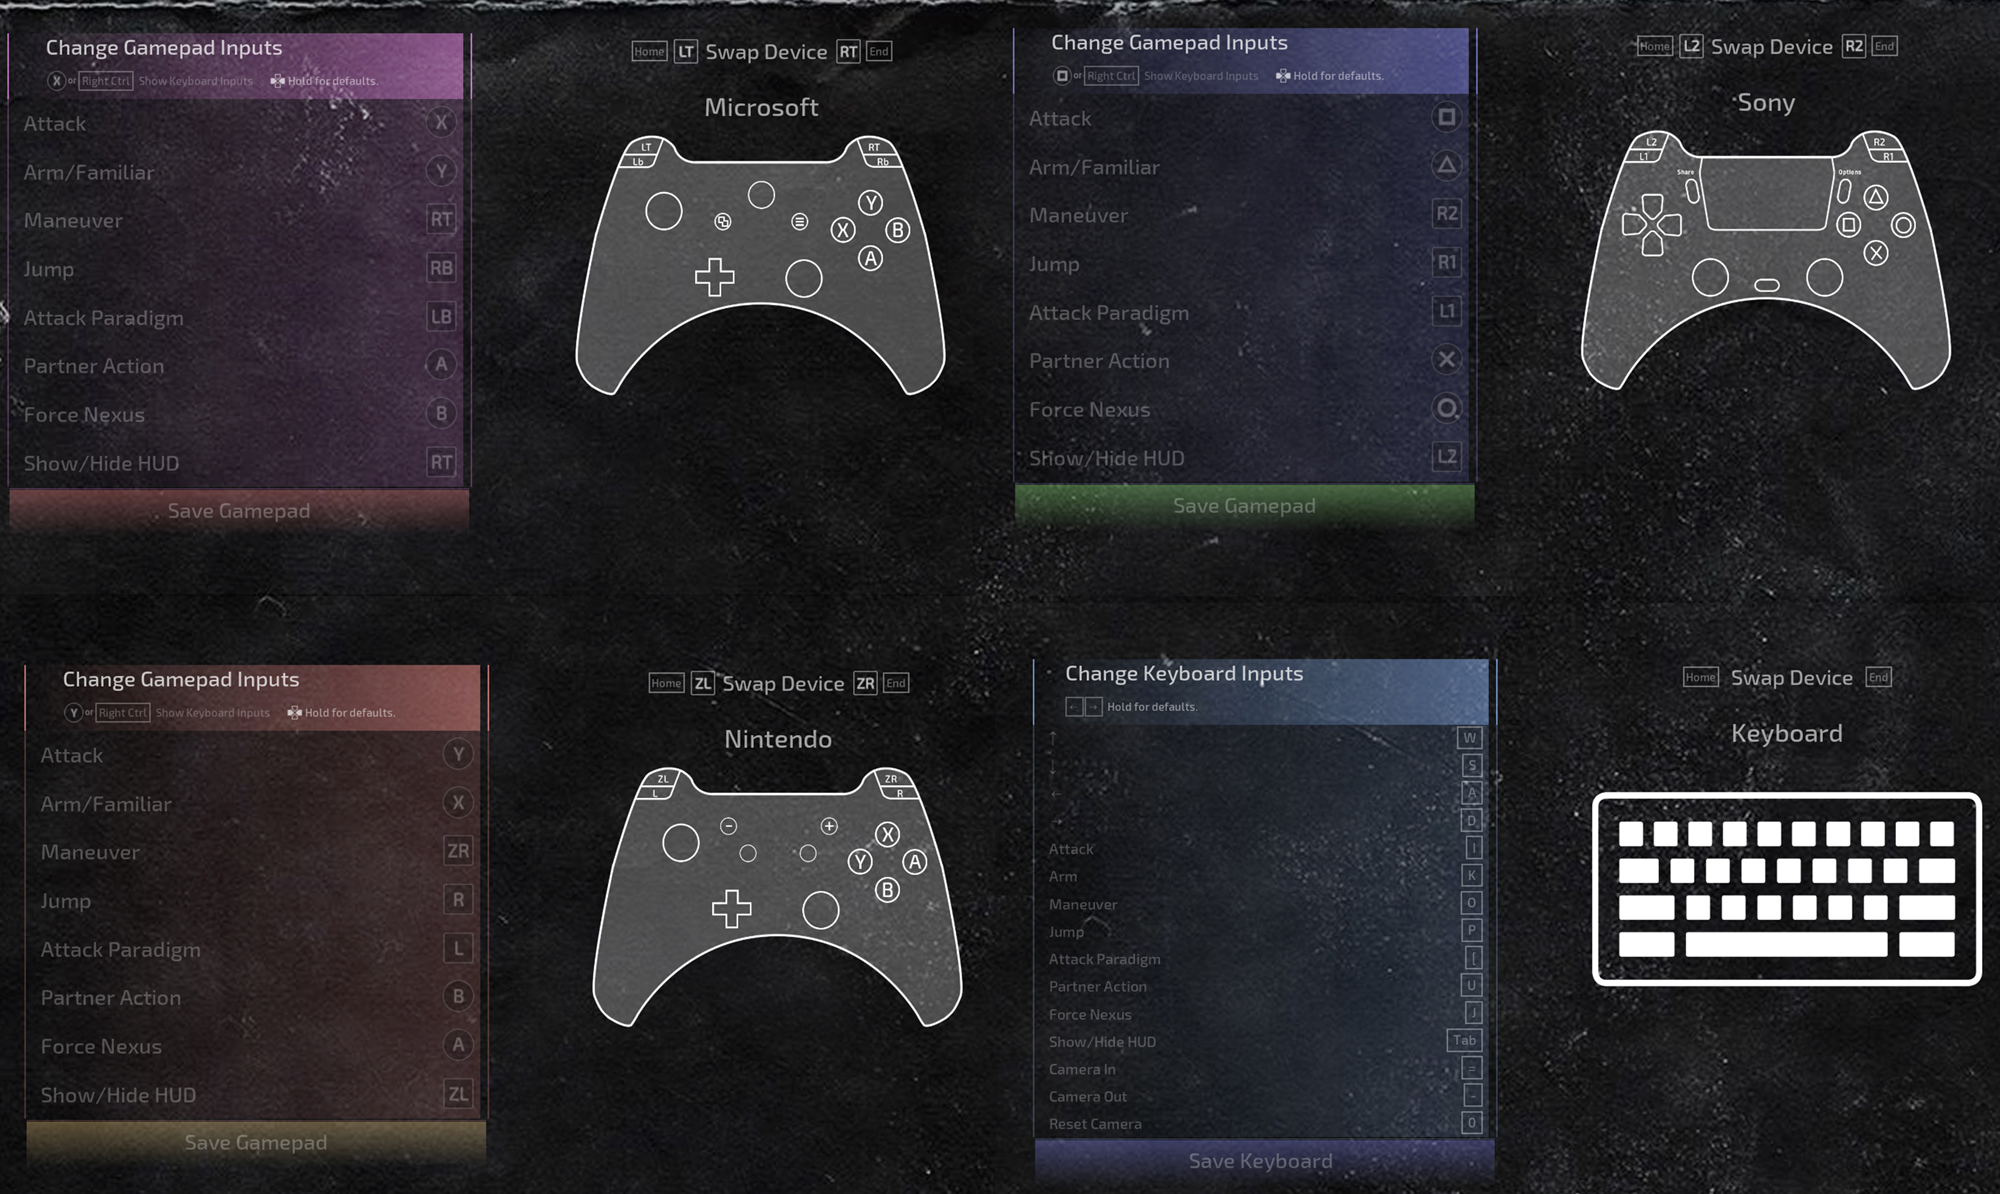 Change Gamepad Inputs
X or Right Ctrl Show Keyboard Inputs Hold for defaults.
Attack X
Arm/Familiar Y
Maneuver RT
Jump RB
Attack Paradigm LB
Partner Action A
Force Nexus B
Show/Hide HUD RT
Save Gamepad
Home LT Swap Device RT End
Microsoft
LT RT
Lb Rb
Y
X B
A
Change Gamepad Inputs
or Right Ctrl Show Keyboard Inputs Hold for defaults.
Attack
Arm/Familiar
Maneuver R2
Jump R1
Attack Paradigm L1
Partner Action
Force Nexus
Show/Hide HUD L2
Save Gamepad
Home L2 Swap Device R2 End
Sony
L2 R2
L1 R1
Share Options
Change Gamepad Inputs
Y or Right Ctrl Show Keyboard Inputs Hold for defaults.
Attack Y
Arm/Familiar X
Maneuver ZR
Jump R
Attack Paradigm L
Partner Action B
Force Nexus A
Show/Hide HUD ZL
Save Gamepad
Home ZL Swap Device ZR End
Nintendo
ZL ZR
L R
- +
X
Y A
B
Change Keyboard Inputs
← → Hold for defaults.
↑ W
↓ S
← A
→ D
Attack I
Arm K
Maneuver O
Jump P
Attack Paradigm [
Partner Action U
Force Nexus J
Show/Hide HUD Tab
Camera In =
Camera Out -
Reset Camera 0
Save Keyboard
Home Swap Device End
Keyboard